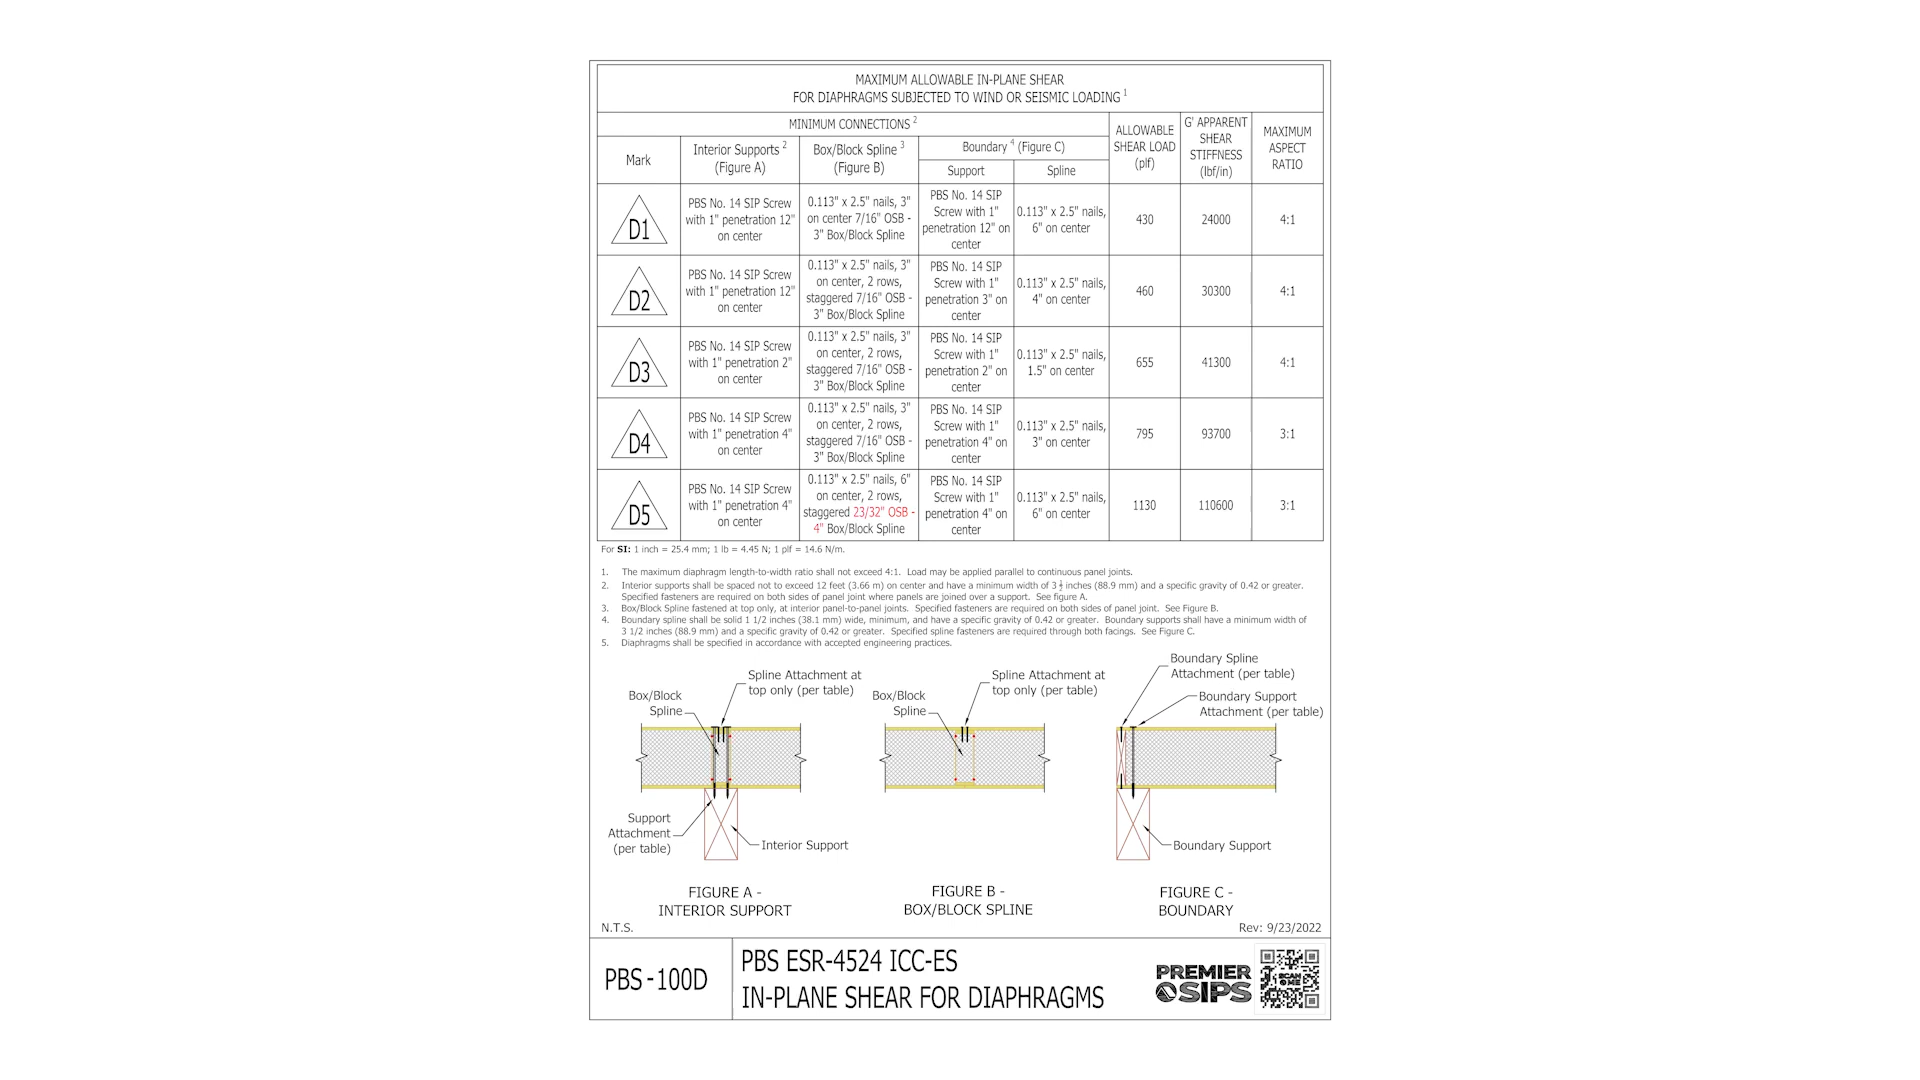 MAXIMUM ALLOWABLE IN-PLANE SHEAR
FOR DIAPHRAGMS SUBJECTED TO WIND OR SEISMIC LOADING 1
MINIMUM CONNECTIONS 2
Mark
Interior Supports 2
(Figure A)
Box/Block Spline 3
(Figure B)
Boundary 4 (Figure C)
Support
Spline
ALLOWABLE
SHEAR LOAD
(plf)
G' APPARENT
SHEAR
STIFFNESS
(lbf/in)
MAXIMUM
ASPECT
RATIO
D1
PBS No. 14 SIP Screw
with 1" penetration 12"
on center
0.113" x 2.5" nails, 3"
on center 7/16" OSB -
3" Box/Block Spline
PBS No. 14 SIP
Screw with 1"
penetration 12" on
center
0.113" x 2.5" nails,
6" on center
430
24000
4:1
D2
PBS No. 14 SIP Screw
with 1" penetration 12"
on center
0.113" x 2.5" nails, 3"
on center, 2 rows,
staggered 7/16" OSB -
3" Box/Block Spline
PBS No. 14 SIP
Screw with 1"
penetration 3" on
center
0.113" x 2.5" nails,
4" on center
460
30300
4:1
D3
PBS No. 14 SIP Screw
with 1" penetration 2"
on center
0.113" x 2.5" nails, 3"
on center, 2 rows,
staggered 7/16" OSB -
3" Box/Block Spline
PBS No. 14 SIP
Screw with 1"
penetration 2" on
center
0.113" x 2.5" nails,
1.5" on center
655
41300
4:1
D4
PBS No. 14 SIP Screw
with 1" penetration 4"
on center
0.113" x 2.5" nails, 3"
on center, 2 rows,
staggered 7/16" OSB -
3" Box/Block Spline
PBS No. 14 SIP
Screw with 1"
penetration 4" on
center
0.113" x 2.5" nails,
3" on center
795
93700
3:1
D5
PBS No. 14 SIP Screw
with 1" penetration 4"
on center
0.113" x 2.5" nails, 6"
on center, 2 rows,
staggered 23/32" OSB -
4" Box/Block Spline
PBS No. 14 SIP
Screw with 1"
penetration 4" on
center
0.113" x 2.5" nails,
6" on center
1130
110600
3:1
For SI: 1 inch = 25.4 mm; 1 lb = 4.45 N; 1 plf = 14.6 N/m.
1. The maximum diaphragm length-to-width ratio shall not exceed 4:1. Load may be applied parallel to continuous panel joints.
2. Interior supports shall be spaced not to exceed 12 feet (3.66 m) on center and have a minimum width of 3 1/2 inches (88.9 mm) and a specific gravity of 0.42 or greater.
Specified fasteners are required on both sides of panel joint where panels are joined over a support. See figure A.
3. Box/Block Spline fastened at top only, at interior panel-to-panel joints. Specified fasteners are required on both sides of panel joint. See Figure B.
4. Boundary spline shall be solid 1 1/2 inches (38.1 mm) wide, minimum, and have a specific gravity of 0.42 or greater. Boundary supports shall have a minimum width of
3 1/2 inches (88.9 mm) and a specific gravity of 0.42 or greater. Specified spline fasteners are required through both facings. See Figure C.
5. Diaphragms shall be specified in accordance with accepted engineering practices.
Box/Block
Spline
Spline Attachment at
top only (per table)
Support
Attachment
(per table)
Interior Support
FIGURE A -
INTERIOR SUPPORT
Box/Block
Spline
Spline Attachment at
top only (per table)
FIGURE B -
BOX/BLOCK SPLINE
Boundary Spline
Attachment (per table)
Boundary Support
Attachment (per table)
Boundary Support
FIGURE C -
BOUNDARY
N.T.S.
Rev: 9/23/2022
PBS-100D
PBS ESR-4524 ICC-ES
IN-PLANE SHEAR FOR DIAPHRAGMS
PREMIER
SIPS
SCAN
ME